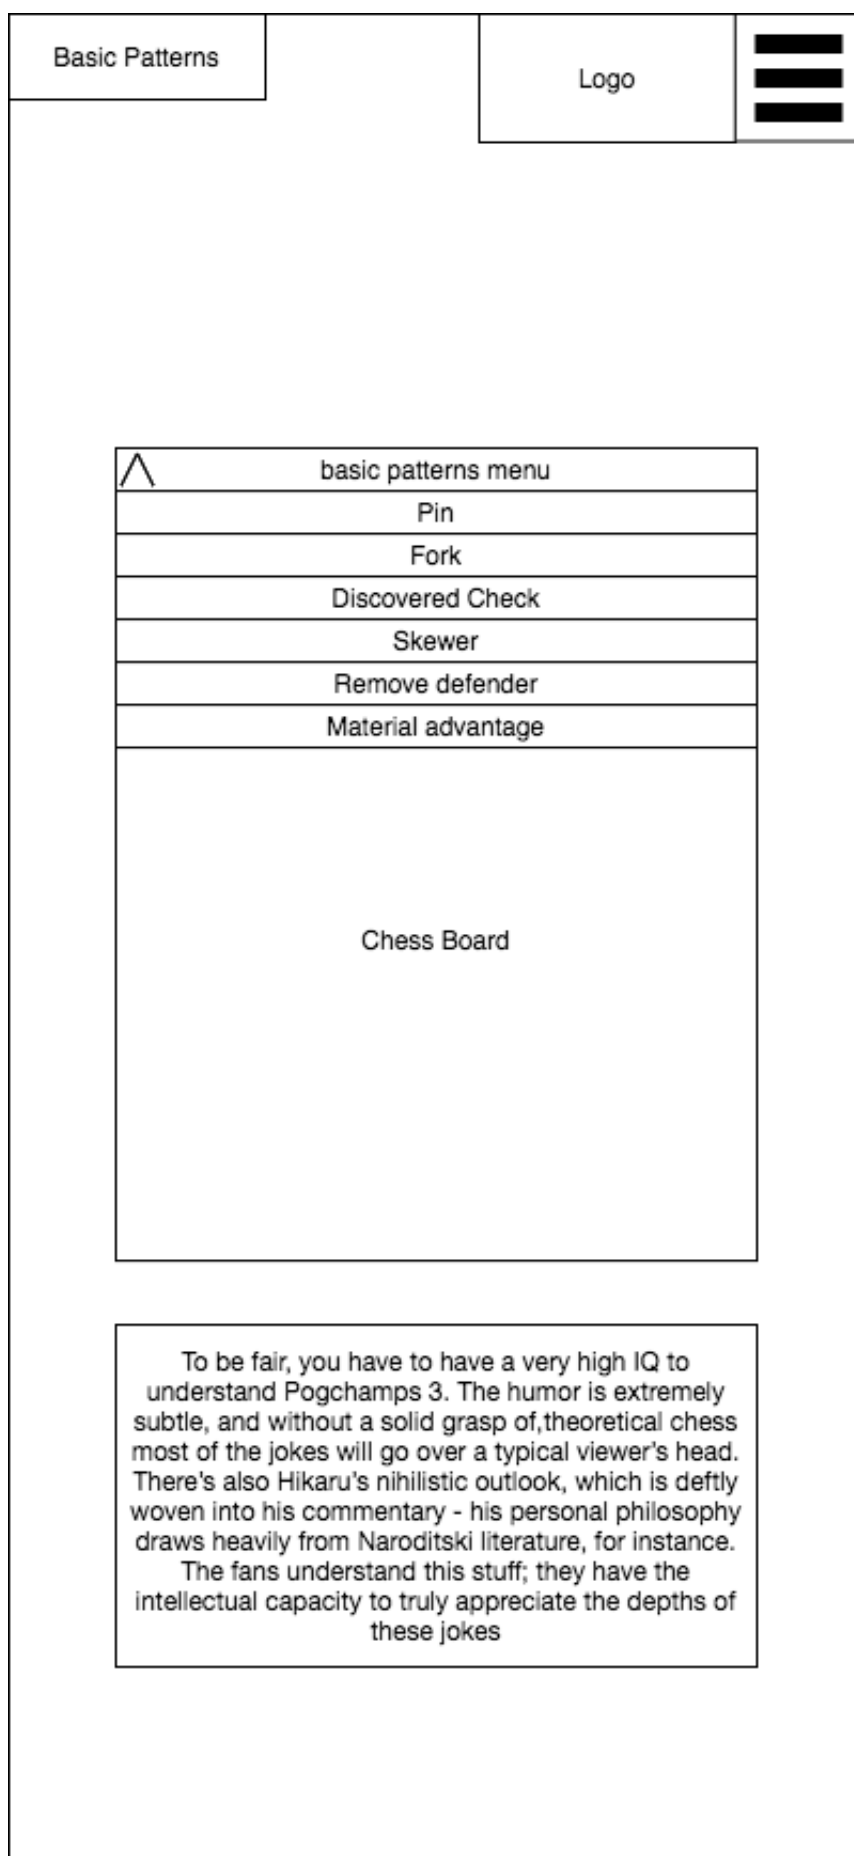 Basic Patterns
Logo
basic patterns menu
Pin
Fork
Discovered Check
Skewer
Remove defender
Material advantage
Chess Board
To be fair, you have to have a very high IQ to
understand Pogchamps 3. The humor is extremely
subtle, and without a solid grasp of,theoretical chess
most of the jokes will go over a typical viewer's head.
There's also Hikaru's nihilistic outlook, which is deftly
woven into his commentary - his personal philosophy
draws heavily from Naroditski literature, for instance.
The fans understand this stuff; they have the
intellectual capacity to truly appreciate the depths of
these jokes